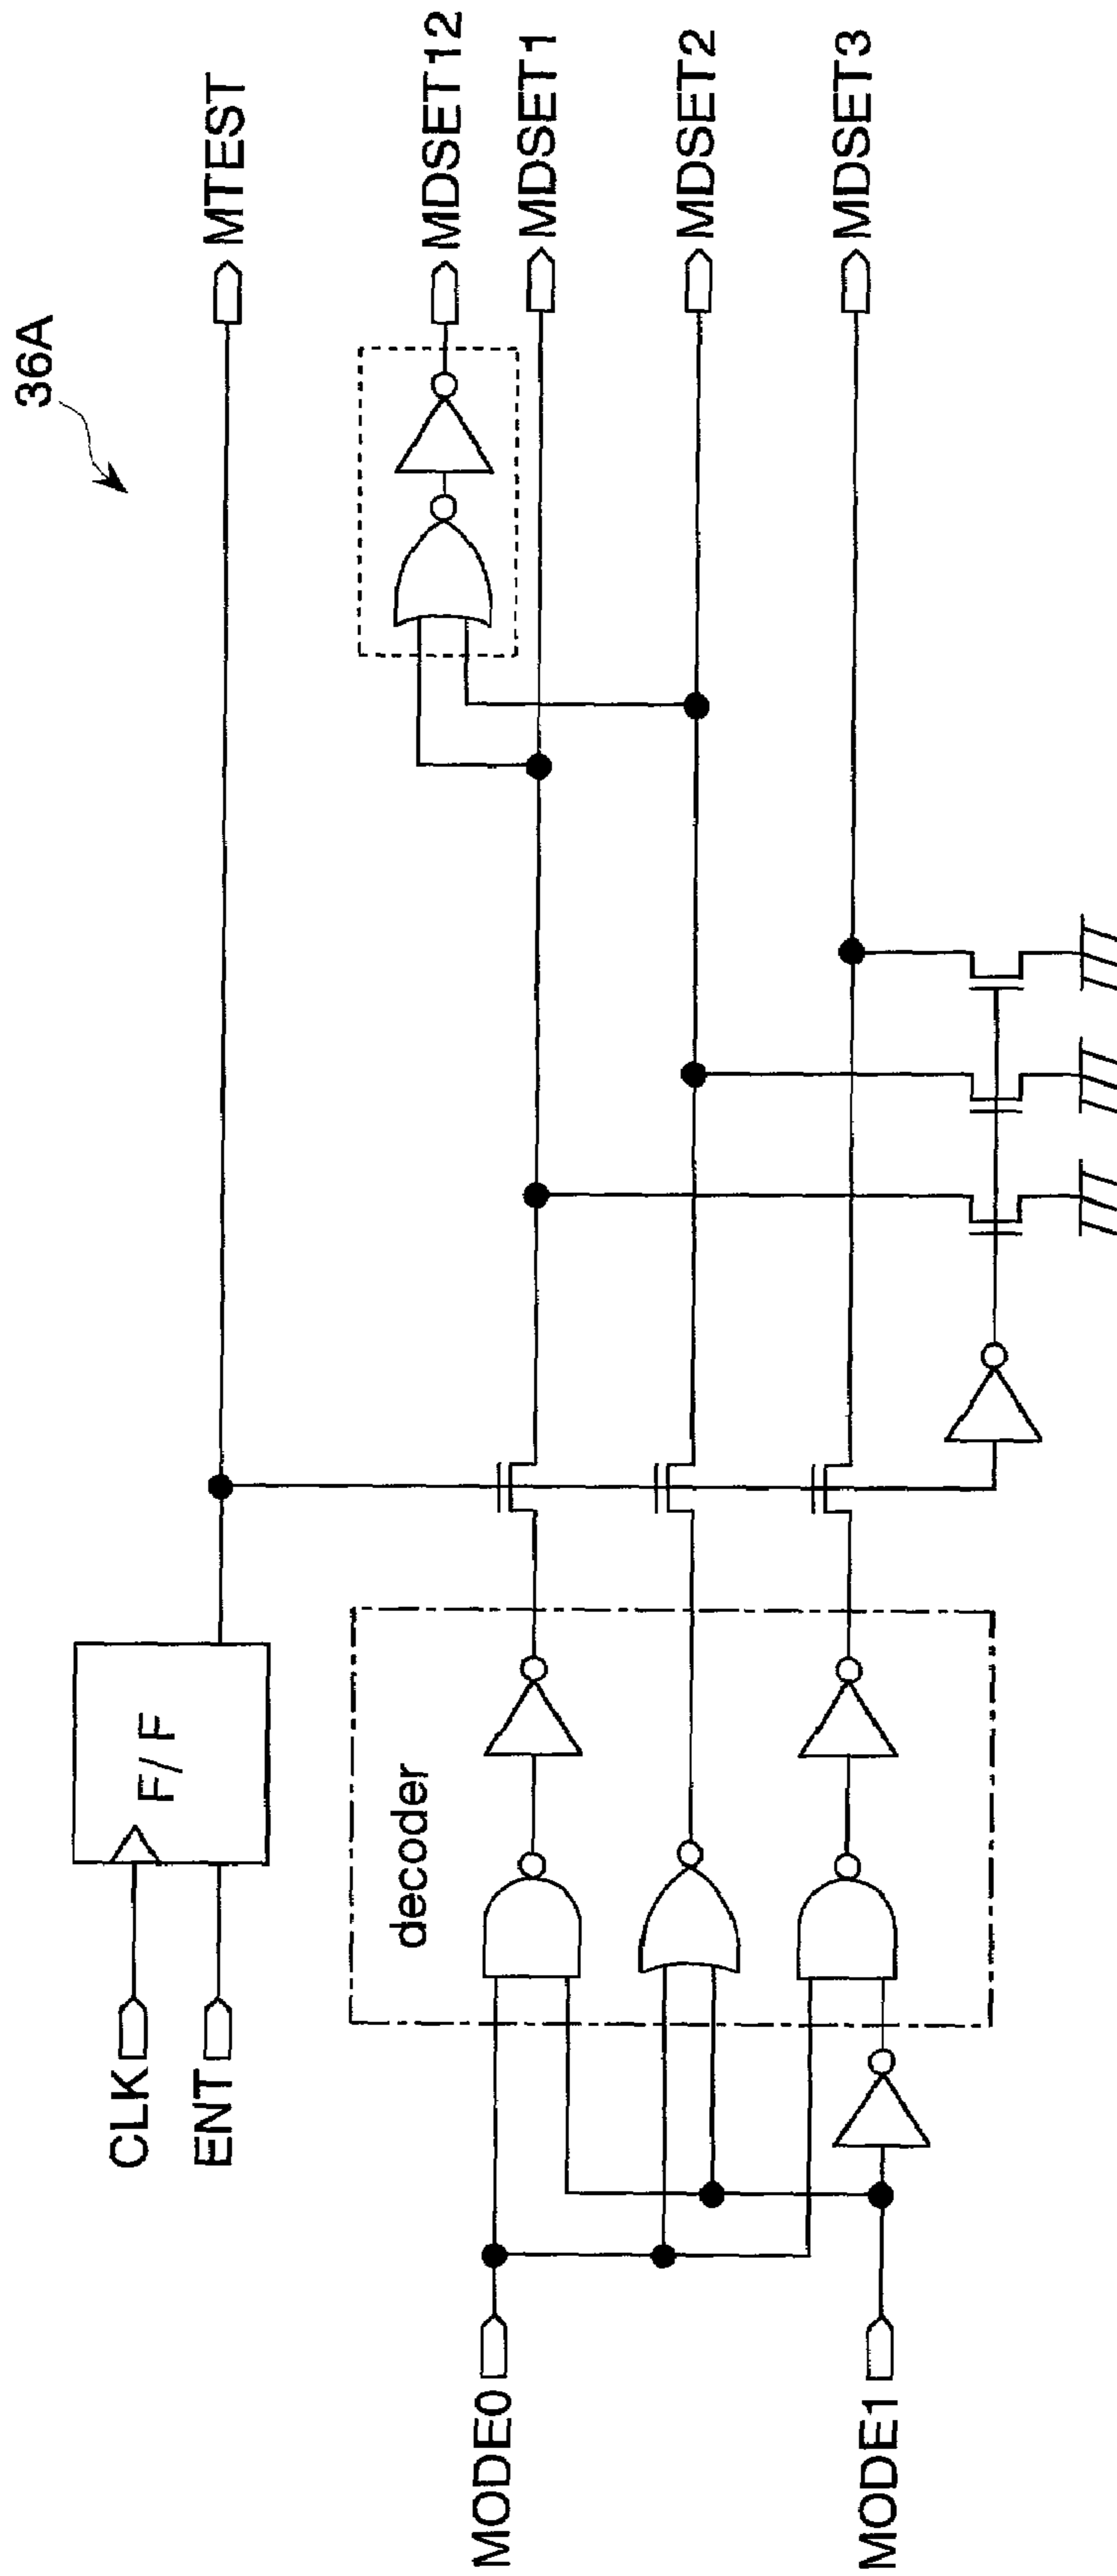 36A
CLK
ENT
F/F
MTEST
decoder
MODE0
MODE1
MDSET12
MDSET1
MDSET2
MDSET3